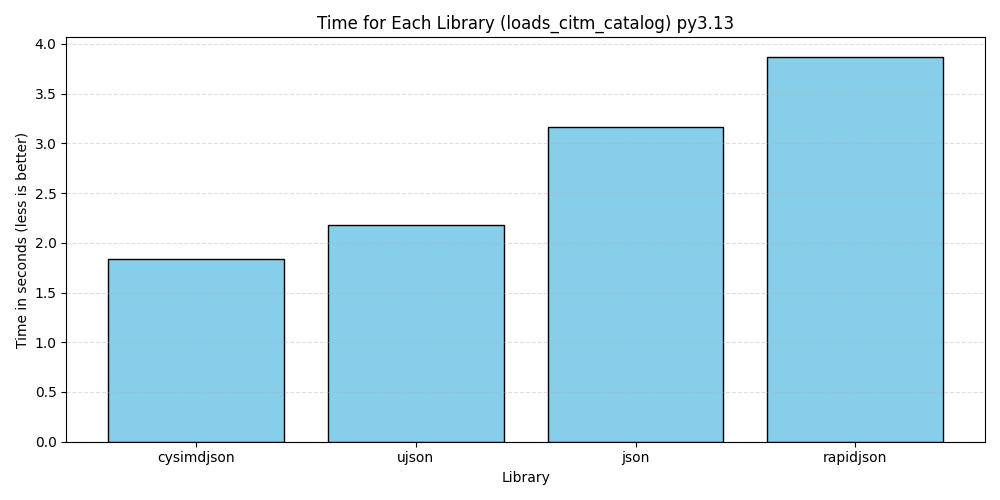 Time for Each Library (loads_citm_catalog) py3.13
Time in seconds (less is better)
4.0
3.5
3.0
2.5
2.0
1.5
1.0
0.5
0.0
cysimdjson
ujson
json
rapidjson
Library